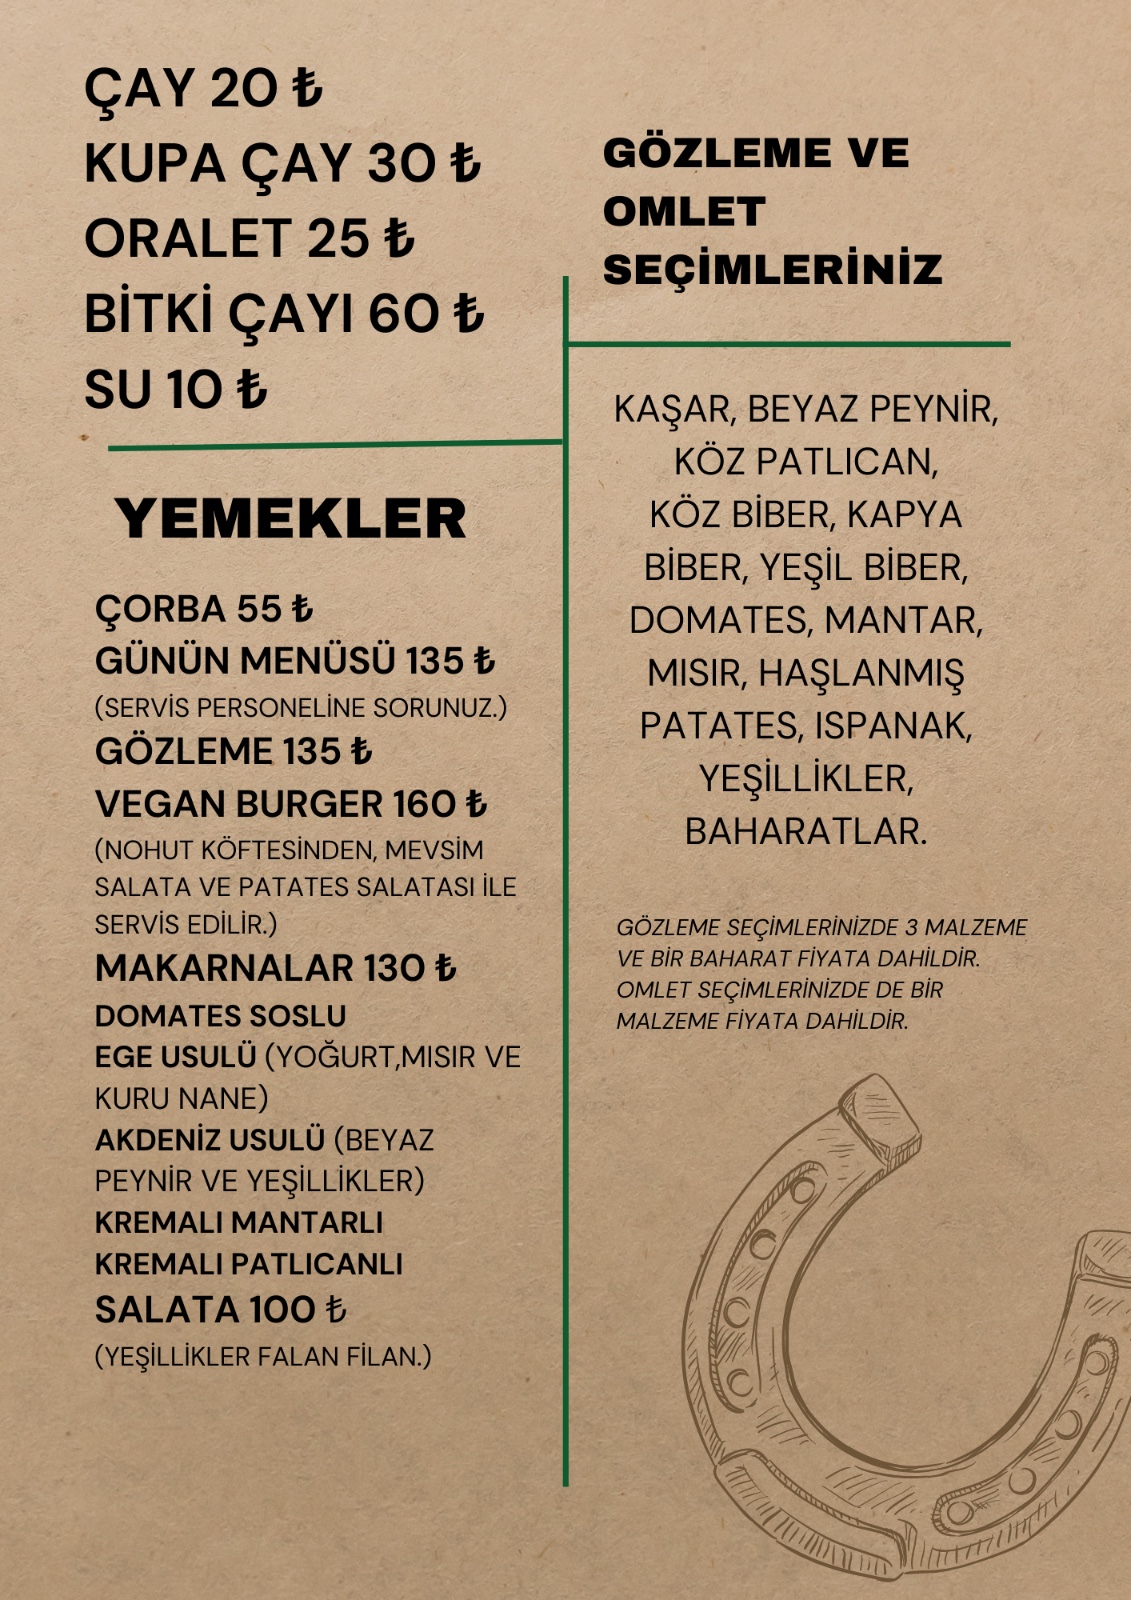 ÇAY 20 ₺
KUPA ÇAY 30 ₺
ORALET 25 ₺
BİTKİ ÇAYI 60 ₺
SU 10 ₺
YEMEKLER
ÇORBA 55 ₺
GÜNÜN MENÜSÜ 135 ₺
(SERVİS PERSONELİNE SORUNUZ.)
GÖZLEME 135 ₺
VEGAN BURGER 160 ₺
(NOHUT KÖFTESİNDEN, MEVSİM
SALATA VE PATATES SALATASI İLE
SERVİS EDİLİR.)
MAKARNALAR 130 ₺
DOMATES SOSLU
EGE USULÜ (YOĞURT,MISIR VE
KURU NANE)
AKDENİZ USULÜ (BEYAZ
PEYNİR VE YEŞİLLİKLER)
KREMALI MANTARLI
KREMALI PATLICANLI
SALATA 100 ₺
(YEŞİLLİKLER FALAN FİLAN.)
GÖZLEME VE
OMLET
SEÇİMLERİNİZ
KAŞAR, BEYAZ PEYNİR,
KÖZ PATLICAN,
KÖZ BİBER, KAPYA
BİBER, YEŞİL BİBER,
DOMATES, MANTAR,
MISIR, HAŞLANMIŞ
PATATES, ISPANAK,
YEŞİLLİKLER,
BAHARATLAR.
GÖZLEME SEÇİMLERİNİZDE 3 MALZEME
VE BİR BAHARAT FİYATA DAHİLDİR.
OMLET SEÇİMLERİNİZDE DE BİR
MALZEME FİYATA DAHİLDİR.